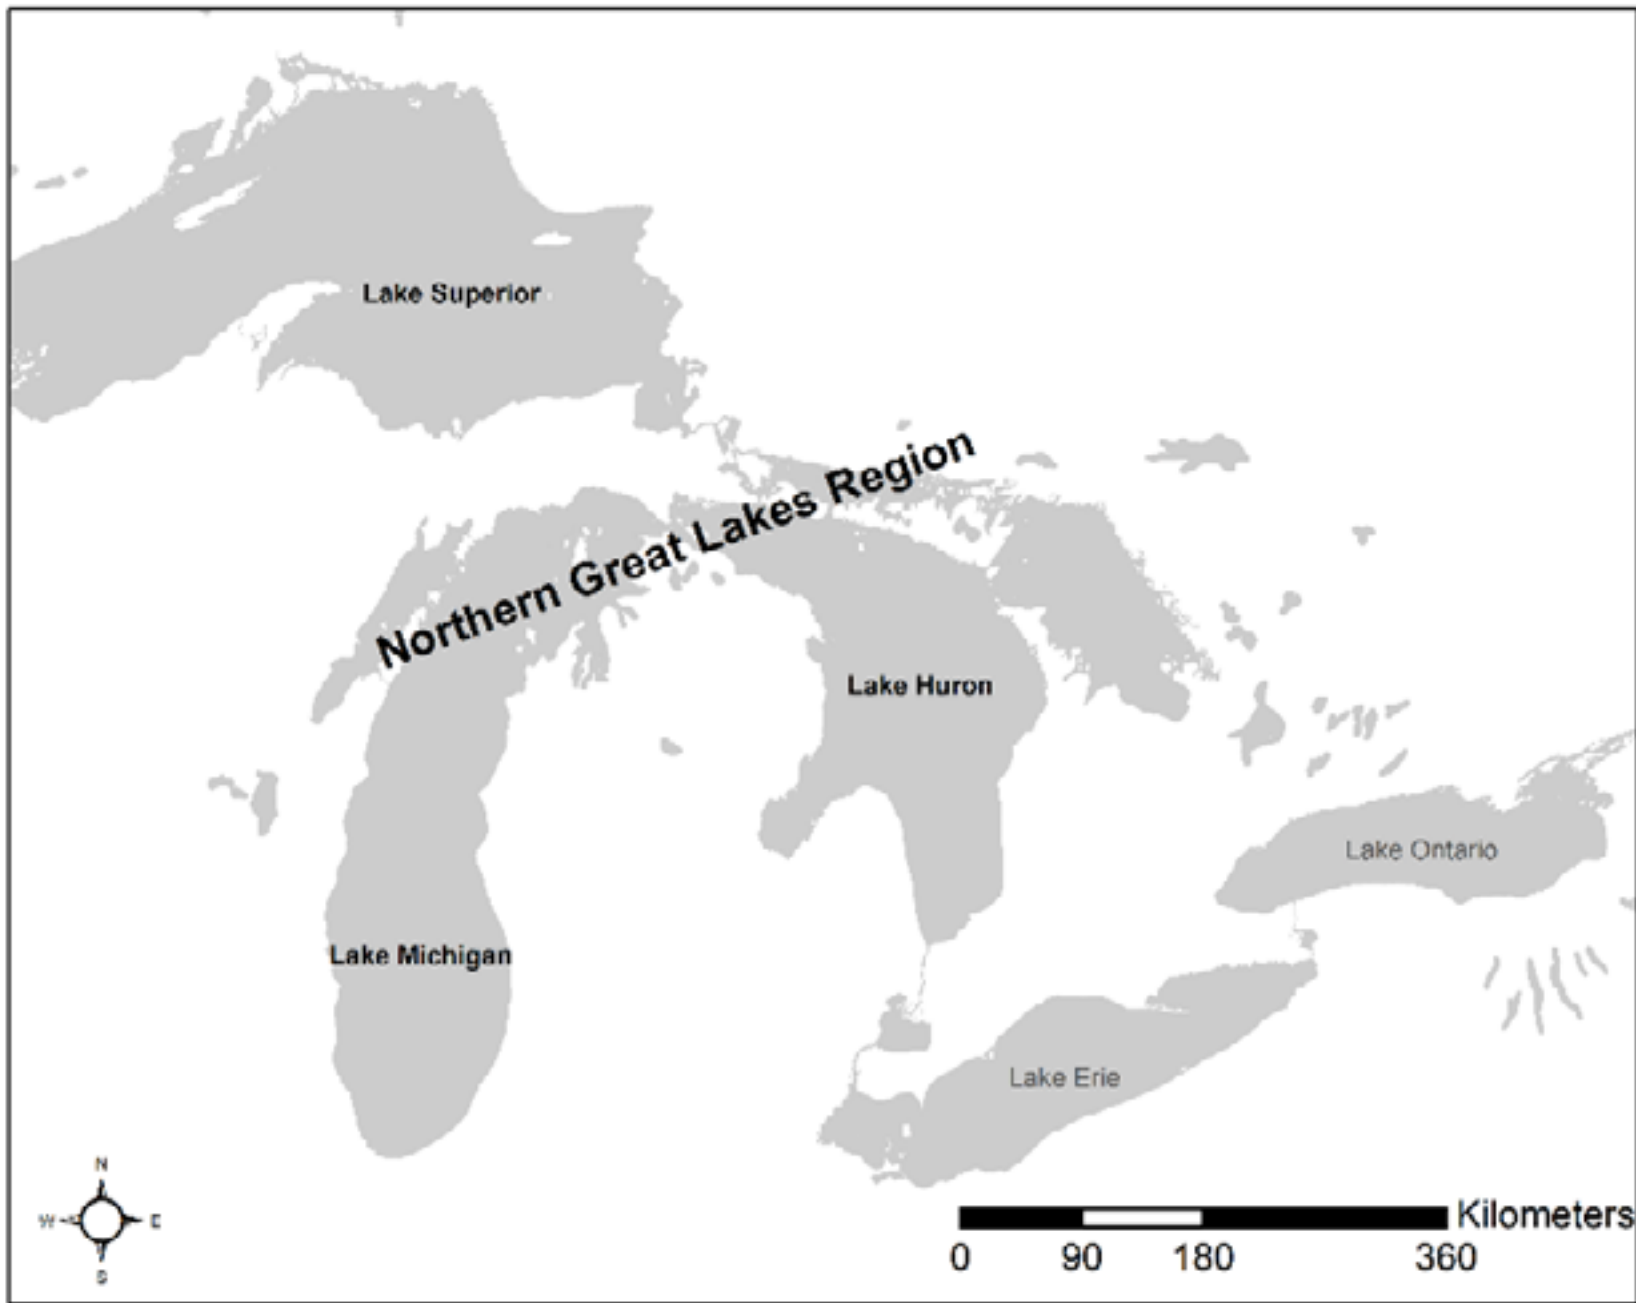 Lake Superior
Northern Great Lakes Region
Lake Huron
Lake Ontario
Lake Michigan
Lake Erie
N
W E
S
Kilometers
0 90 180 360